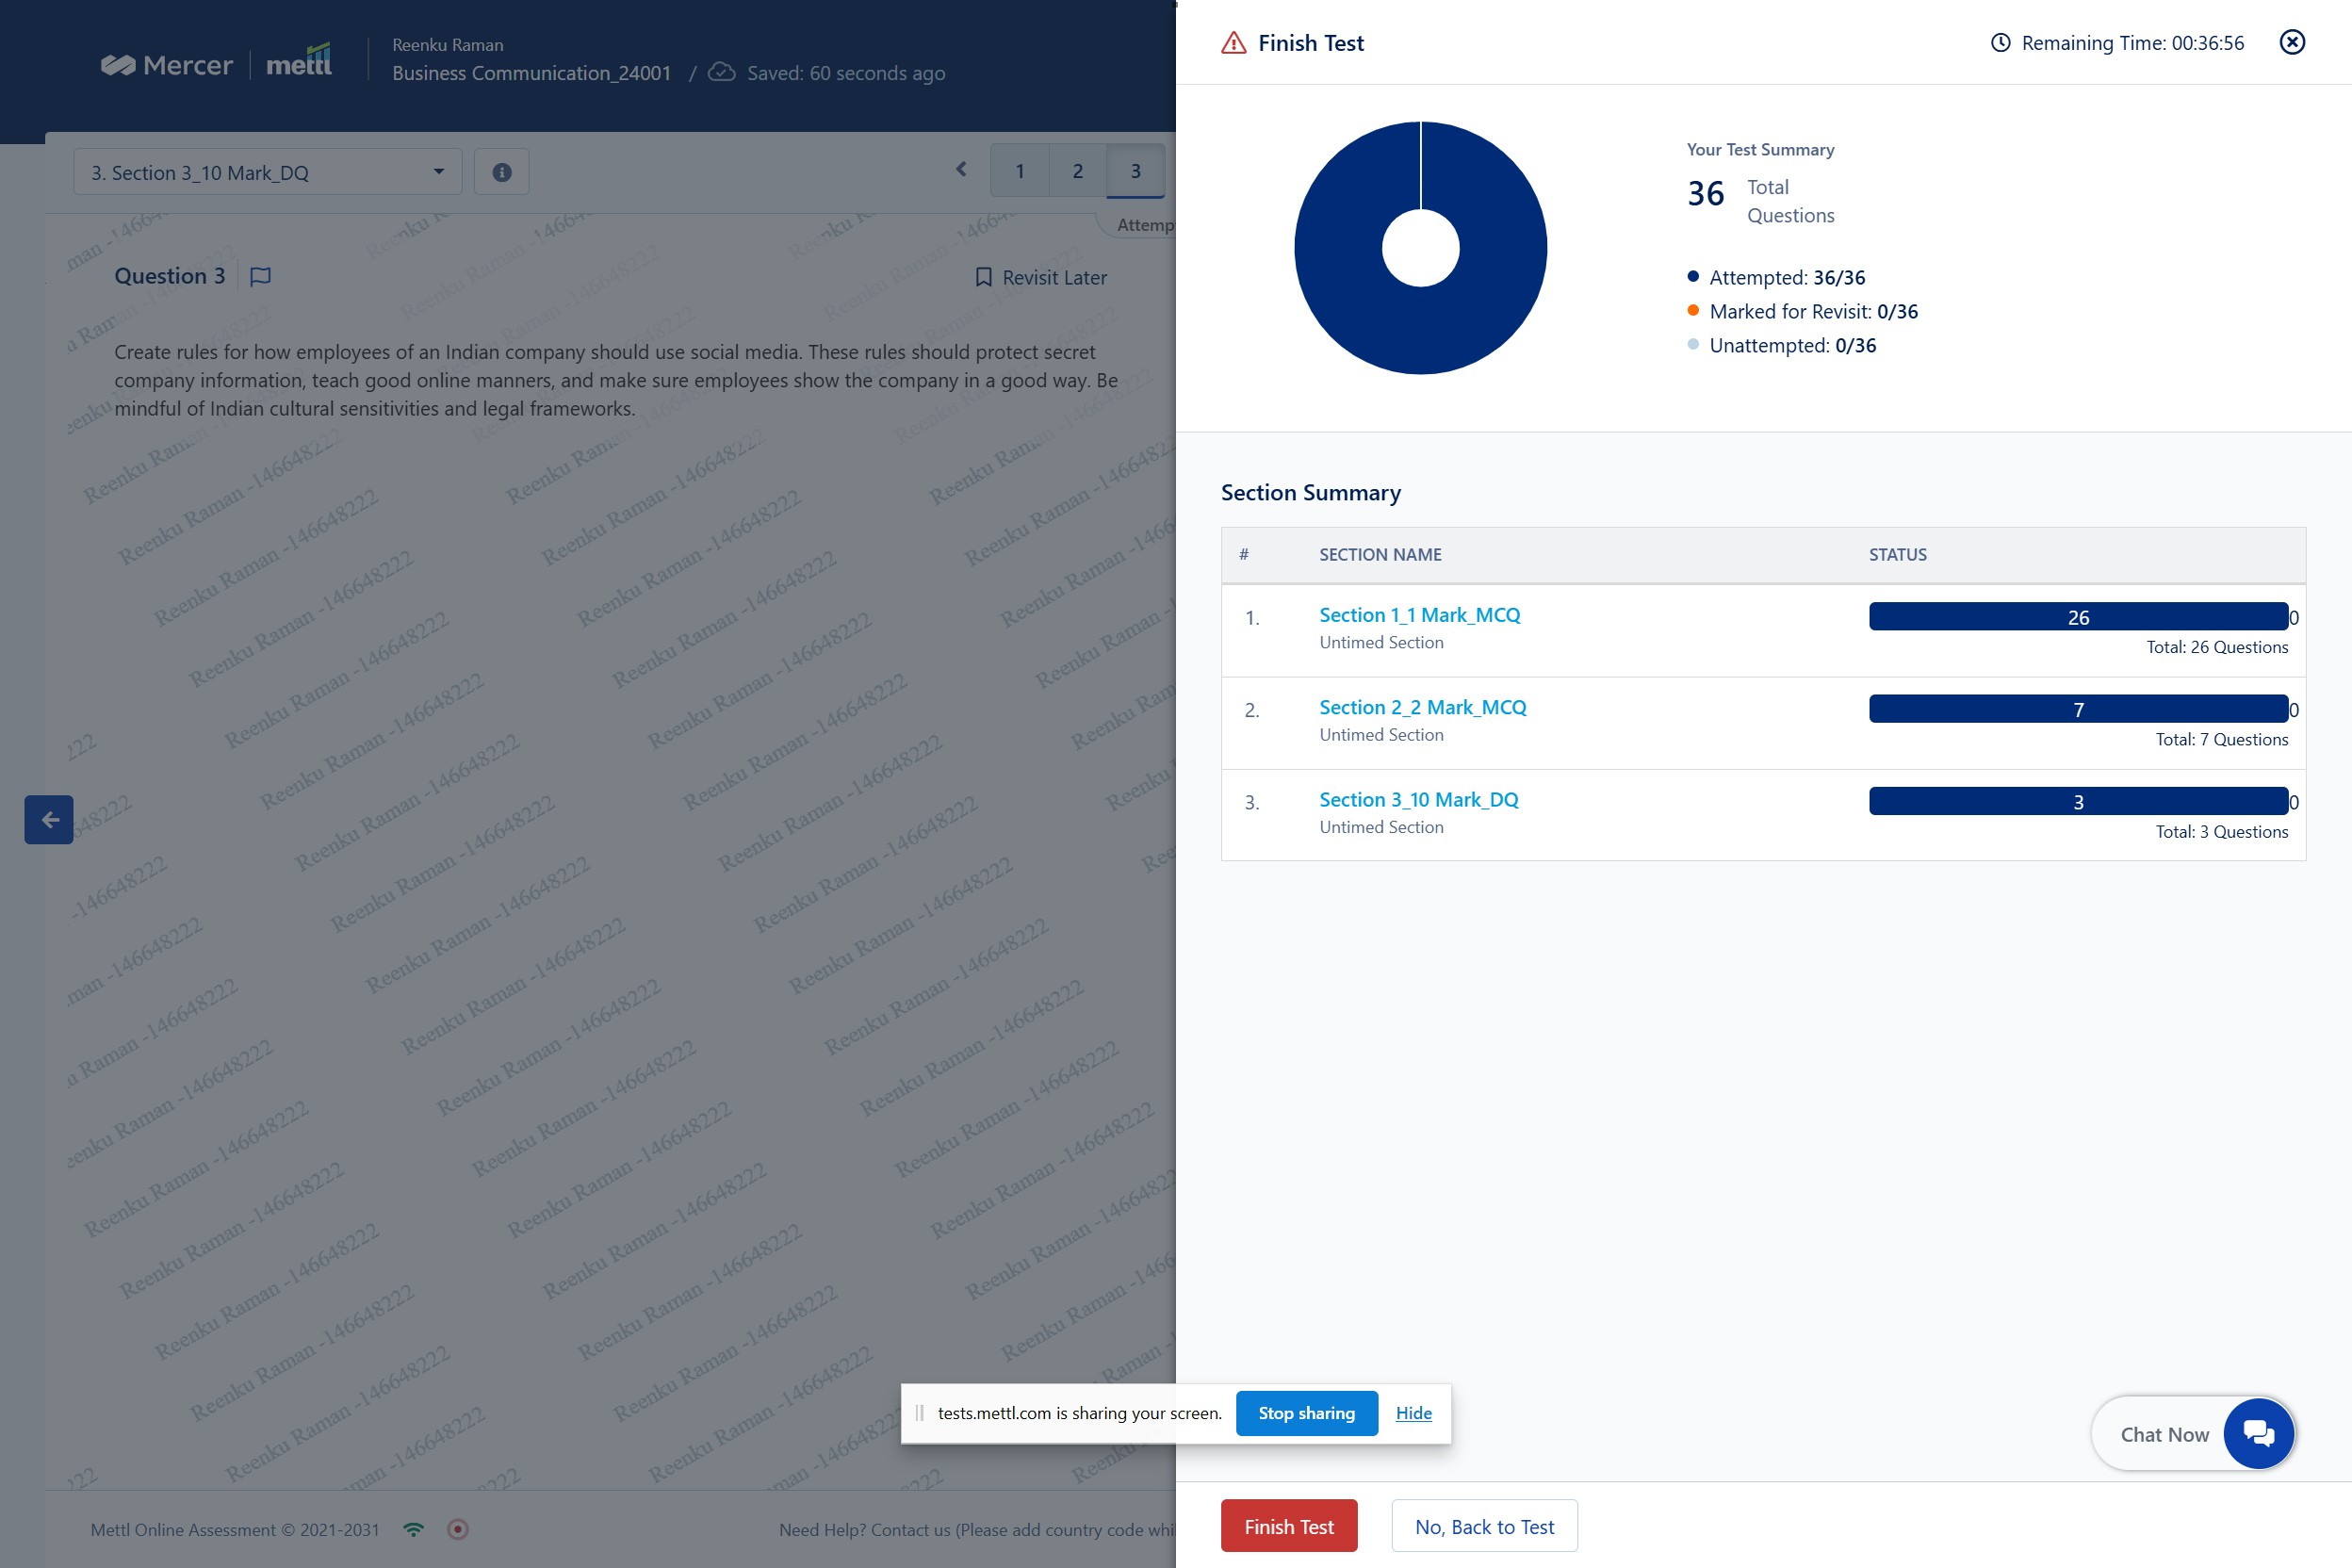 Mercer
mettl
Reenku Raman
Business Communication_24001 / Saved: 60 seconds ago
3. Section 3_10 Mark_DQ
1 2 3
Attemp
Question 3
Revisit Later
Create rules for how employees of an Indian company should use social media. These rules should protect secret
company information, teach good online manners, and make sure employees show the company in a good way. Be
mindful of Indian cultural sensitivities and legal frameworks.
Reenku Raman -146648222
Mettl Online Assessment © 2021-2031
Need Help? Contact us (Please add country code whi
Finish Test
Remaining Time: 00:36:56
Your Test Summary
36 Total
Questions
Attempted: 36/36
Marked for Revisit: 0/36
Unattempted: 0/36
Section Summary
# SECTION NAME STATUS
1. Section 1_1 Mark_MCQ 26 0
Untimed Section Total: 26 Questions
2. Section 2_2 Mark_MCQ 7 0
Untimed Section Total: 7 Questions
3. Section 3_10 Mark_DQ 3 0
Untimed Section Total: 3 Questions
tests.mettl.com is sharing your screen. Stop sharing Hide
Chat Now
Finish Test No, Back to Test